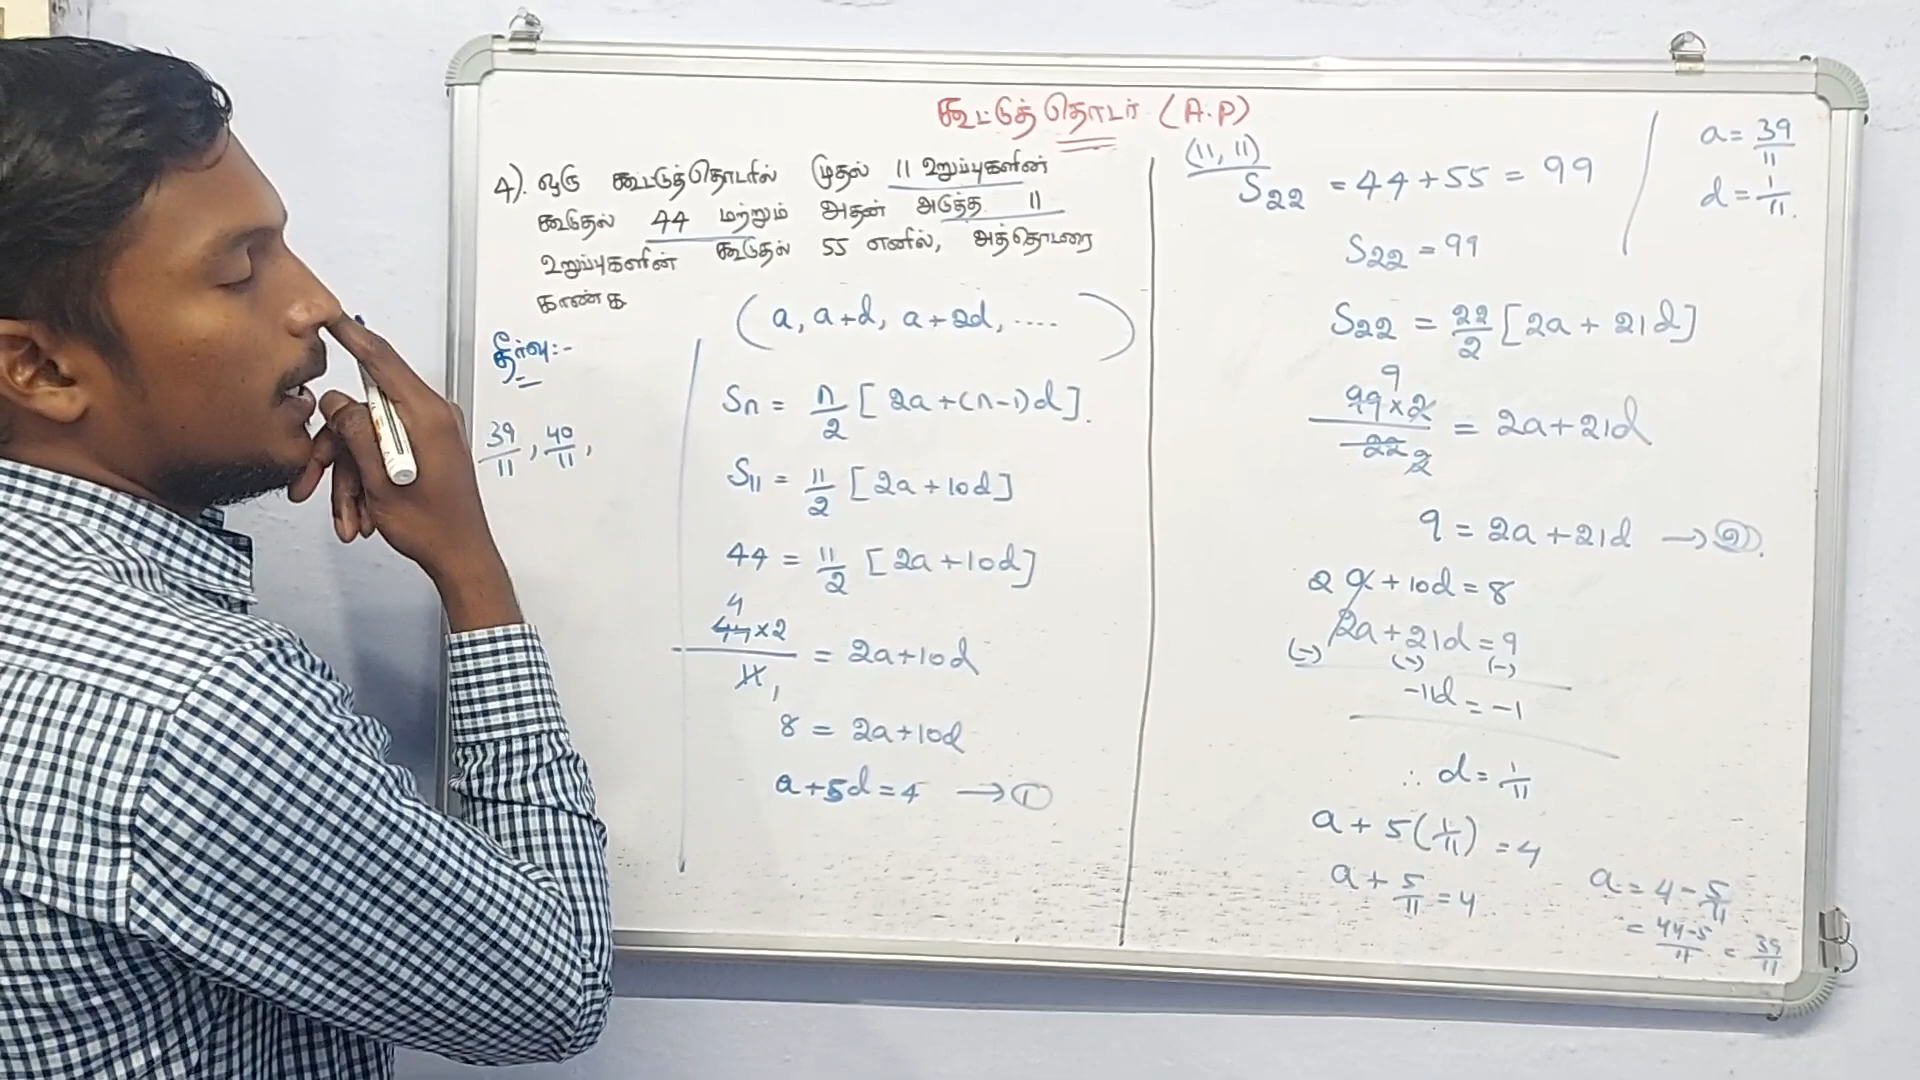 கூட்டுத் தொடர் (A.P)
4). ஒரு கூட்டுத்தொடரில் முதல் 11 உறுப்புகளின்
கூடுதல் 44 மற்றும் அதன் அடுத்த 11
உறுப்புகளின் கூடுதல் 55 எனில், அத்தொடரை
காண்க
தீர்வு:-
39/11, 40/11,
(a, a+d, a+2d, ....)
Sn = n/2 [2a+(n-1)d].
S11 = 11/2 [2a+10d]
44 = 11/2 [2a+10d]
4
44×2/11 1 = 2a+10d
8 = 2a+10d
a+5d=4 → ①
(11, 11)
S22 = 44+55 = 99
S22 = 99
S22 = 22/2 [2a + 21d]
9
99×2/22 2 = 2a+21d
9 = 2a+21d → ②.
2a+10d=8
2a+21d=9
(-) (-) (-)
-11d = -1
∴ d = 1/11
a + 5(1/11) = 4
a + 5/11 = 4
a = 4 - 5/11
= 44-5/11 = 39/11
a = 39/11
d = 1/11.